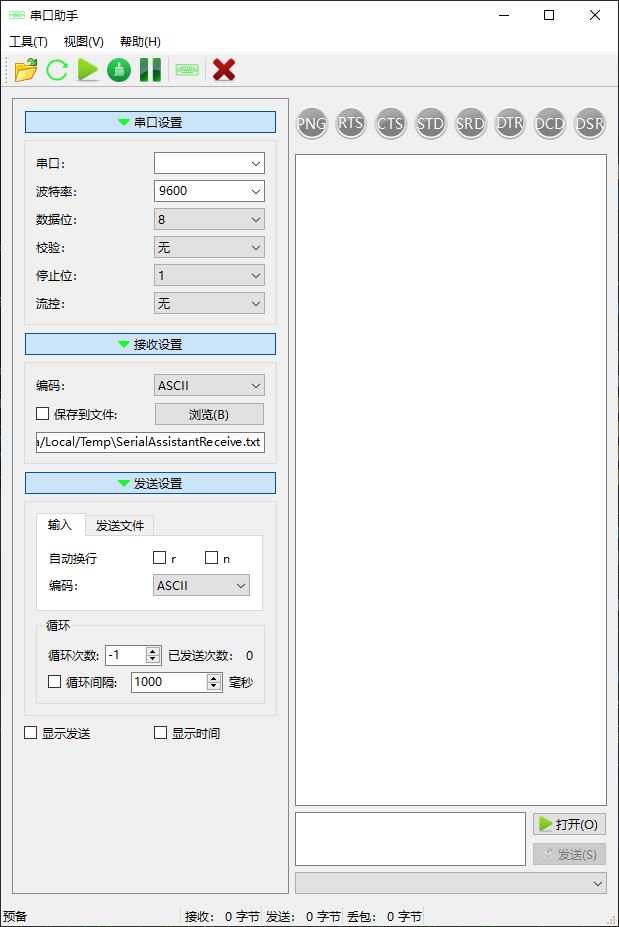 串口助手
工具(T) 视图(V) 帮助(H)
串口设置
串口:
波特率: 9600
数据位: 8
校验: 无
停止位: 1
流控: 无
接收设置
编码: ASCII
保存到文件: 浏览(B)
a/Local/Temp\SerialAssistantReceive.txt
发送设置
输入 发送文件
自动换行 r n
编码: ASCII
循环
循环次数: -1 已发送次数: 0
循环间隔: 1000 毫秒
显示发送 显示时间
PNG RTS CTS STD SRD DTR DCD DSR
打开(O)
发送(S)
预备 接收: 0 字节 发送: 0 字节 丢包: 0 字节